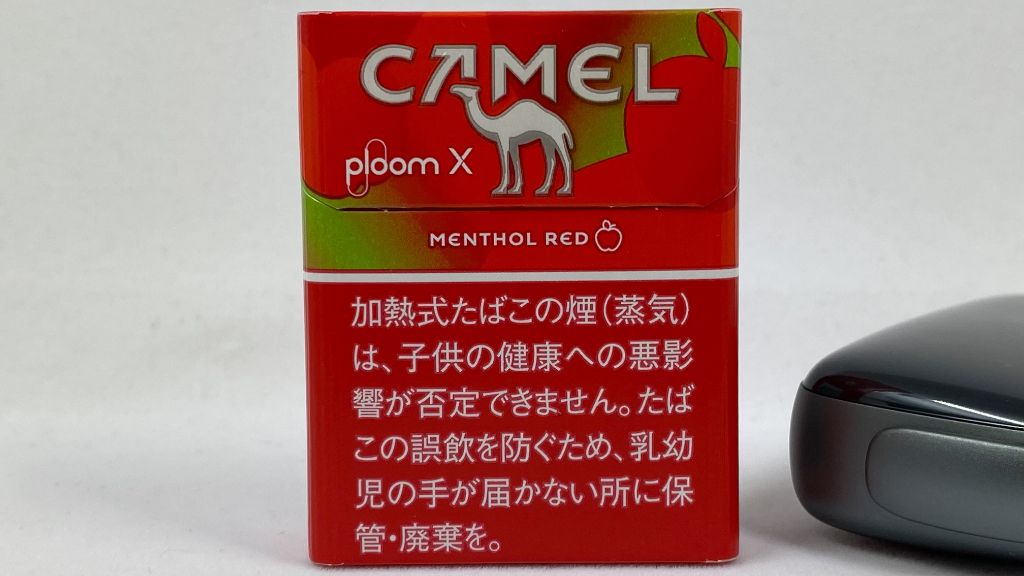 CAMEL
ploom X
MENTHOL RED
加熱式たばこの煙（蒸気）
は、子供の健康への悪影
響が否定できません。たば
この誤飲を防ぐため、乳幼
児の手が届かない所に保
管・廃棄を。